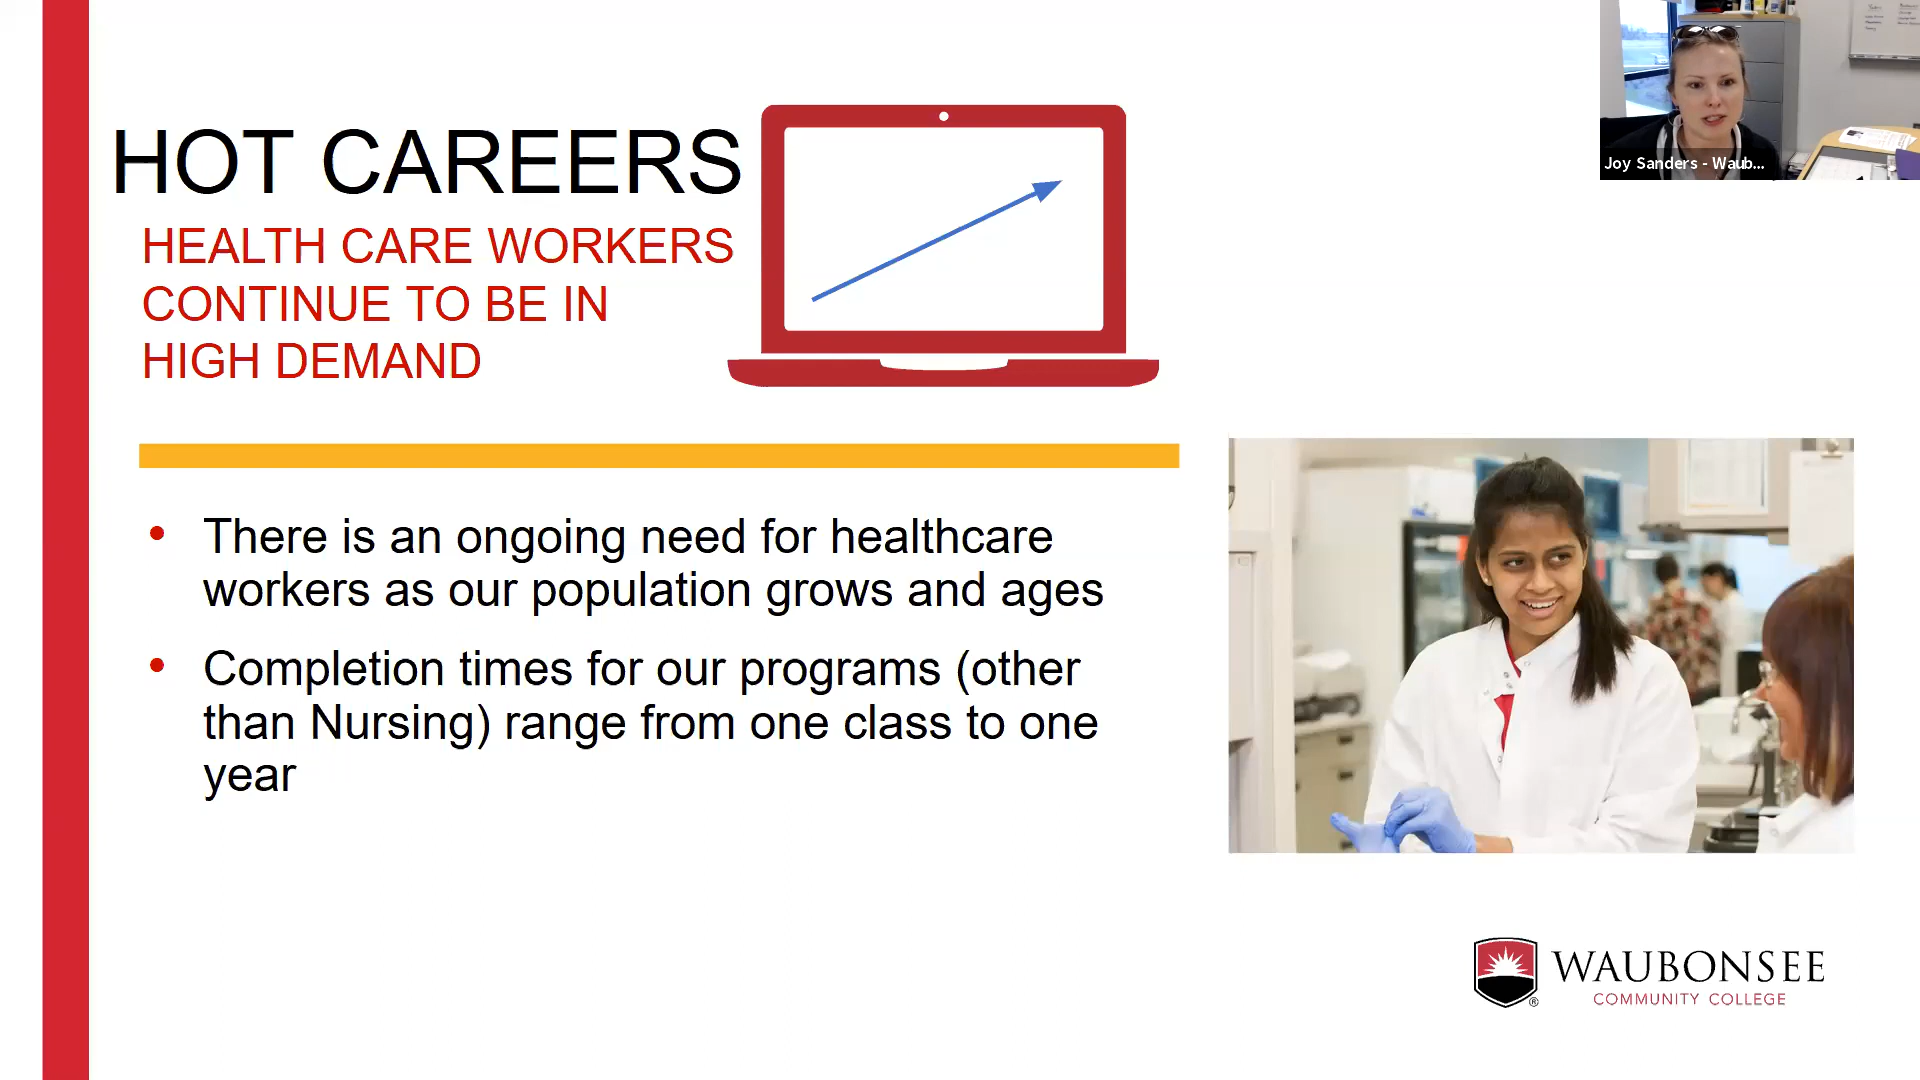 HOT CAREERS
HEALTH CARE WORKERS
CONTINUE TO BE IN
HIGH DEMAND
• There is an ongoing need for healthcare
workers as our population grows and ages
• Completion times for our programs (other
than Nursing) range from one class to one
year
Joy Sanders - Waub...
WAUBONSEE
COMMUNITY COLLEGE
®